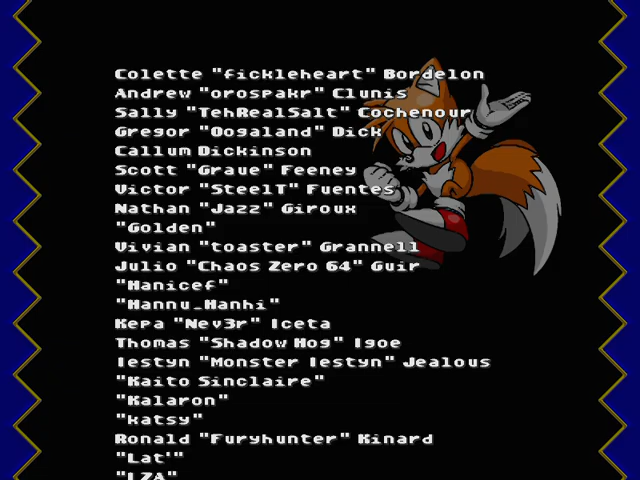 Colette "fickleheart" Bordelon
Andrew "orospakr" Clunis
Sally "TehRealSalt" Cochenour
Gregor "Oogaland" Dick
Callum Dickinson
Scott "Graue" Feeney
Victor "SteelT" Fuentes
Nathan "Jazz" Giroux
"Golden"
Vivian "toaster" Grannell
Julio "Chaos Zero 64" Guir
"Hanicef"
"Hannu_Hanhi"
Kepa "Nev3r" Iceta
Thomas "Shadow Hog" Igoe
Iestyn "Monster Iestyn" Jealous
"Kaito Sinclaire"
"Kalaron"
"katsy"
Ronald "Furyhunter" Kinard
"Lat'"
"LZA"